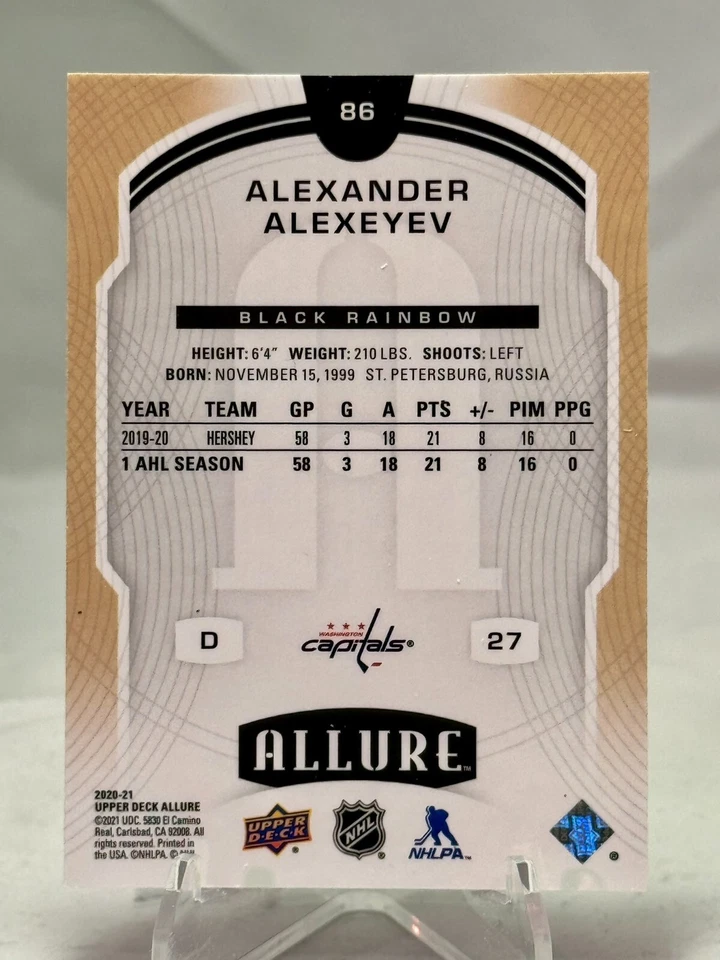 86
ALEXANDER
ALEXEYEV
BLACK RAINBOW
HEIGHT: 6'4" WEIGHT: 210 LBS. SHOOTS: LEFT
BORN: NOVEMBER 15, 1999 ST. PETERSBURG, RUSSIA
YEAR TEAM GP G A PTS +/- PIM PPG
2019-20 HERSHEY 58 3 18 21 8 16 0
1 AHL SEASON 58 3 18 21 8 16 0
D
WASHINGTON
capitals®
27
ALLURE™
2020-21
UPPER DECK ALLURE
©2021 UDC. 5830 El Camino
Real, Carlsbad, CA 92008. All
rights reserved. Printed in
the USA. ©NHLPA. ©
UPPER
DECK
®
NHL
®
NHLPA™
®